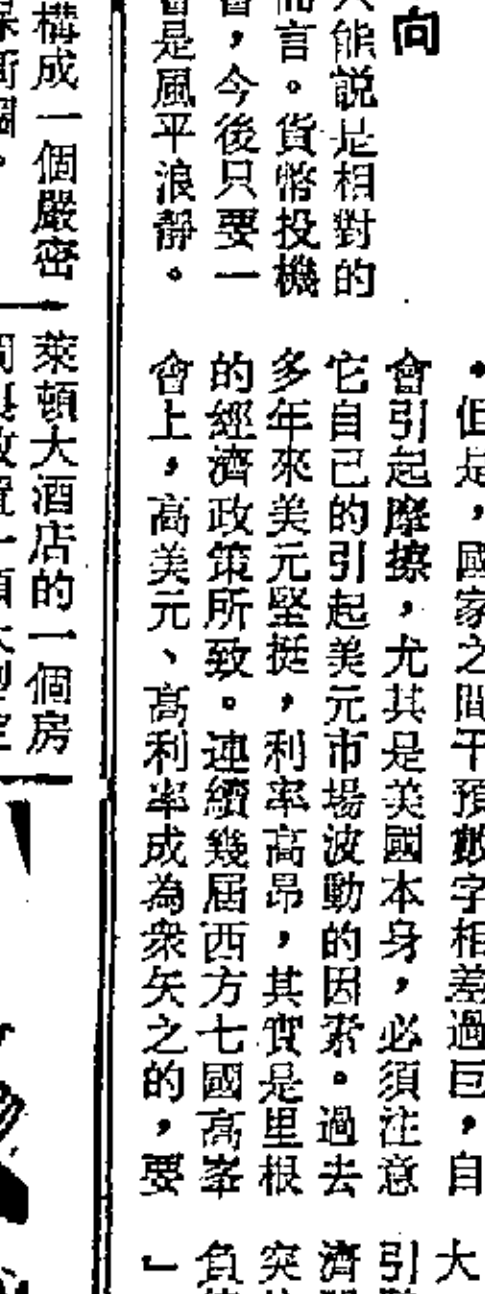 向
能説是相對的
言。貨幣投機
,今後只要一
是風平浪靜。
但是,國家之間干預數字相差過巨,自
會引起摩擦,尤其是美國本身,必須注意
它自己的引起美元市場波動的因素。過去
多年來美元堅挺,利率高昂,其實是里根
的經濟政策所致。連續幾屆西方七國高峯
會上,高美元、高利率成為衆矢之的,要
大
引
濟
突
負
」
構成一個嚴密
萊頓大酒店的一個房